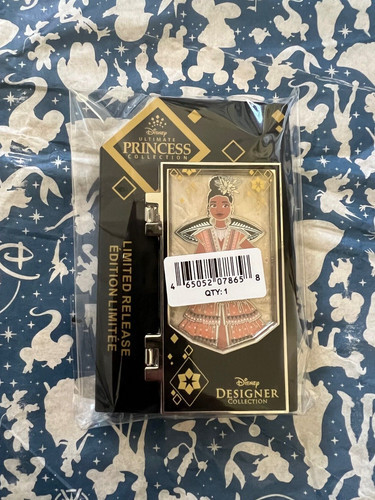 Disney
ULTIMATE
PRINCESS
COLLECTION
LIMITED RELEASE
ÉDITION LIMITÉE
4 65052 07865 8
QTY: 1
Disney
DESIGNER
COLLECTION